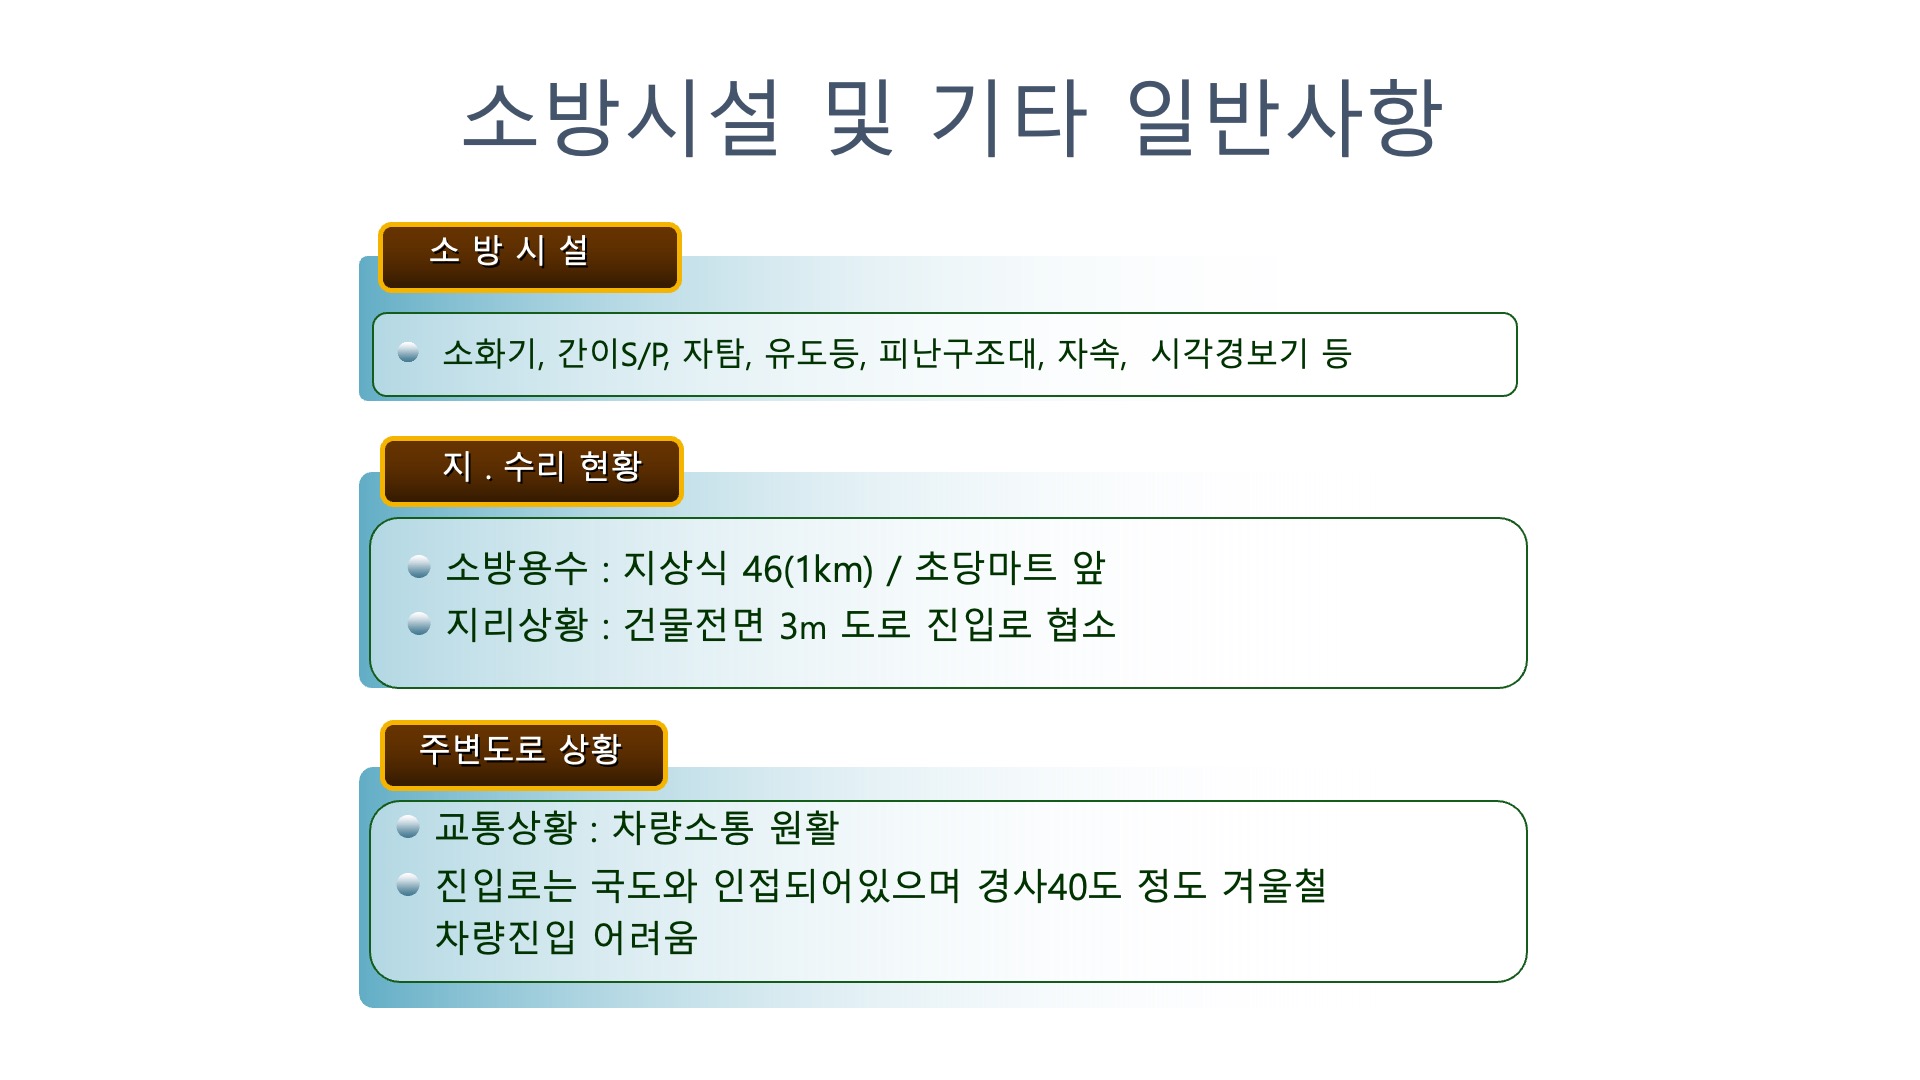 소방시설 및 기타 일반사항
소 방 시 설
소화기, 간이S/P, 자탐, 유도등, 피난구조대, 자속, 시각경보기 등
지 . 수리 현황
소방용수 : 지상식 46(1km) / 초당마트 앞
지리상황 : 건물전면 3m 도로 진입로 협소
주변도로 상황
교통상황 : 차량소통 원활
진입로는 국도와 인접되어있으며 경사40도 정도 겨울철
차량진입 어려움